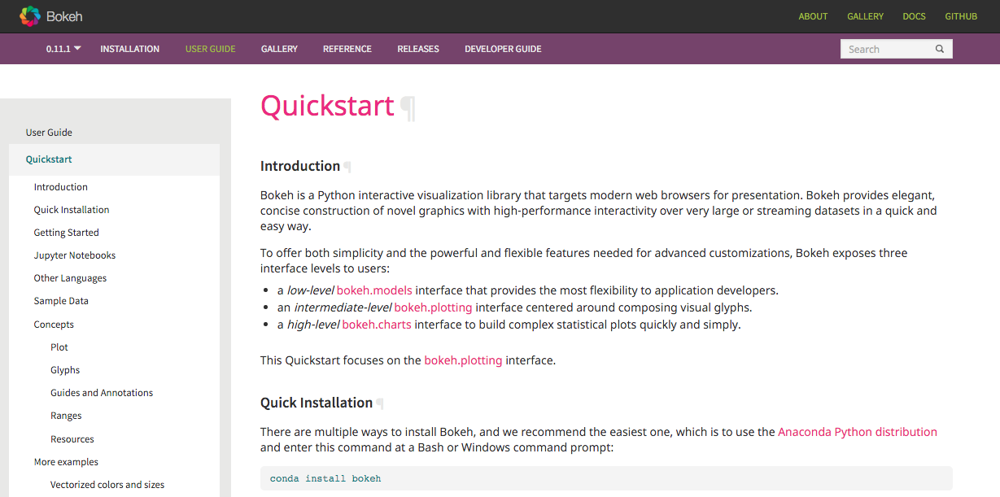 Bokeh
ABOUT GALLERY DOCS GITHUB
0.11.1 INSTALLATION USER GUIDE GALLERY REFERENCE RELEASES DEVELOPER GUIDE Search
User Guide
Quickstart
Introduction
Quick Installation
Getting Started
Jupyter Notebooks
Other Languages
Sample Data
Concepts
Plot
Glyphs
Guides and Annotations
Ranges
Resources
More examples
Vectorized colors and sizes
Quickstart ¶
Introduction ¶
Bokeh is a Python interactive visualization library that targets modern web browsers for presentation. Bokeh provides elegant,
concise construction of novel graphics with high-performance interactivity over very large or streaming datasets in a quick and
easy way.
To offer both simplicity and the powerful and flexible features needed for advanced customizations, Bokeh exposes three
interface levels to users:
• a low-level bokeh.models interface that provides the most flexibility to application developers.
• an intermediate-level bokeh.plotting interface centered around composing visual glyphs.
• a high-level bokeh.charts interface to build complex statistical plots quickly and simply.
This Quickstart focuses on the bokeh.plotting interface.
Quick Installation ¶
There are multiple ways to install Bokeh, and we recommend the easiest one, which is to use the Anaconda Python distribution
and enter this command at a Bash or Windows command prompt:
conda install bokeh